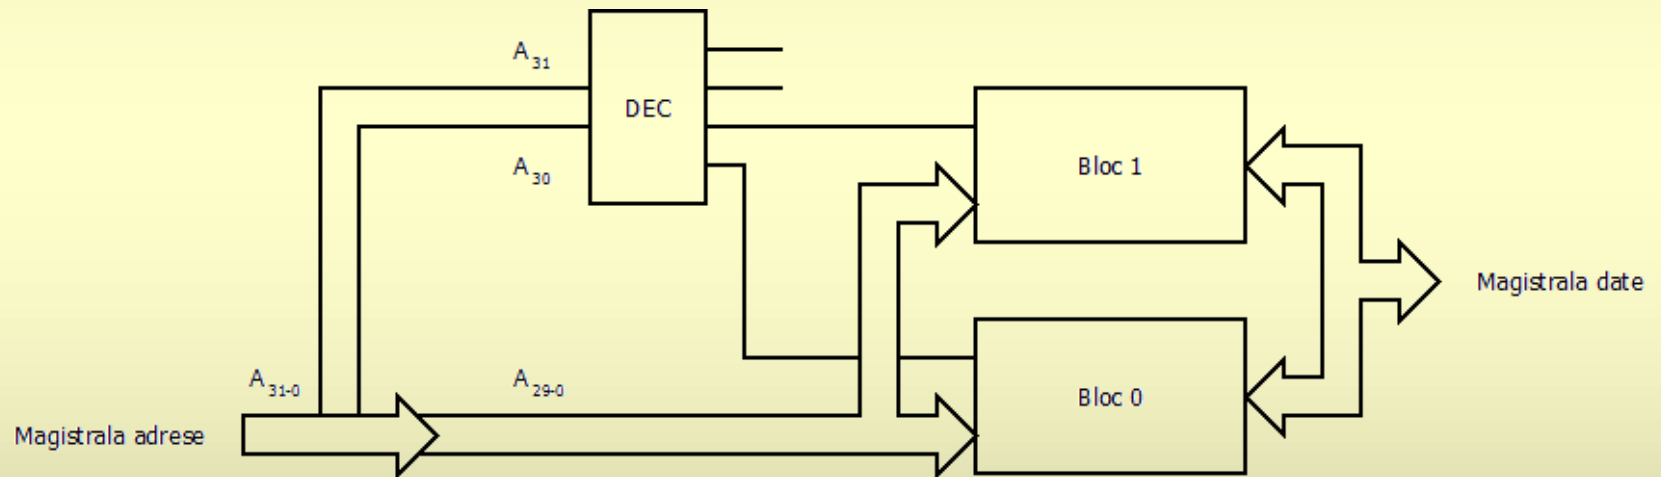 A31
DEC
A30
Bloc 1
Magistrala date
A31-0
A29-0
Bloc 0
Magistrala adrese